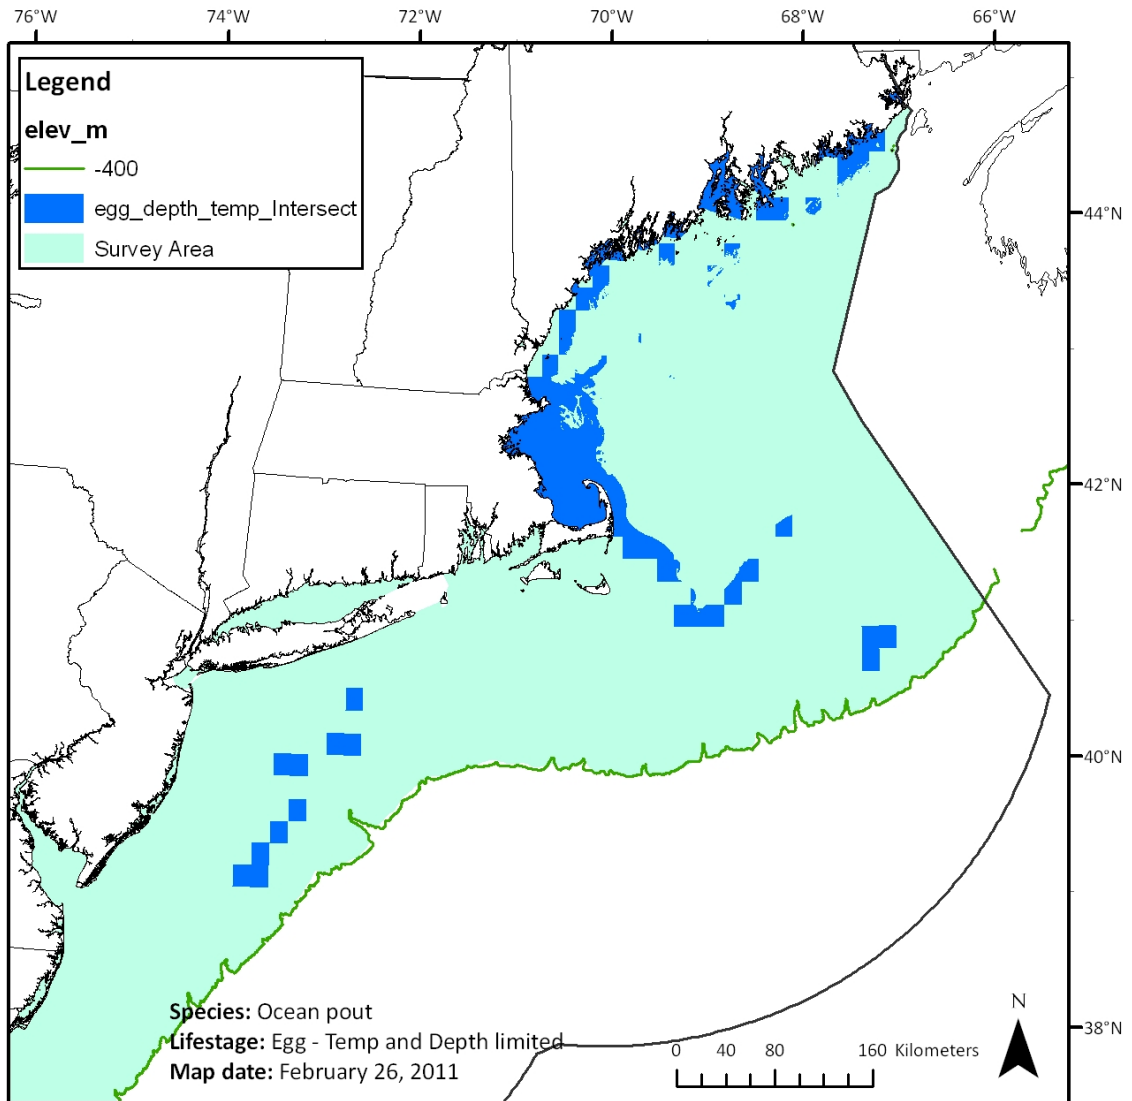 76°W 74°W 72°W 70°W 68°W 66°W
Legend
elev_m
-400
egg_depth_temp_Intersect
Survey Area
44°N
42°N
40°N
38°N
Species: Ocean pout
Lifestage: Egg - Temp and Depth limited
Map date: February 26, 2011
0 40 80 160 Kilometers
N